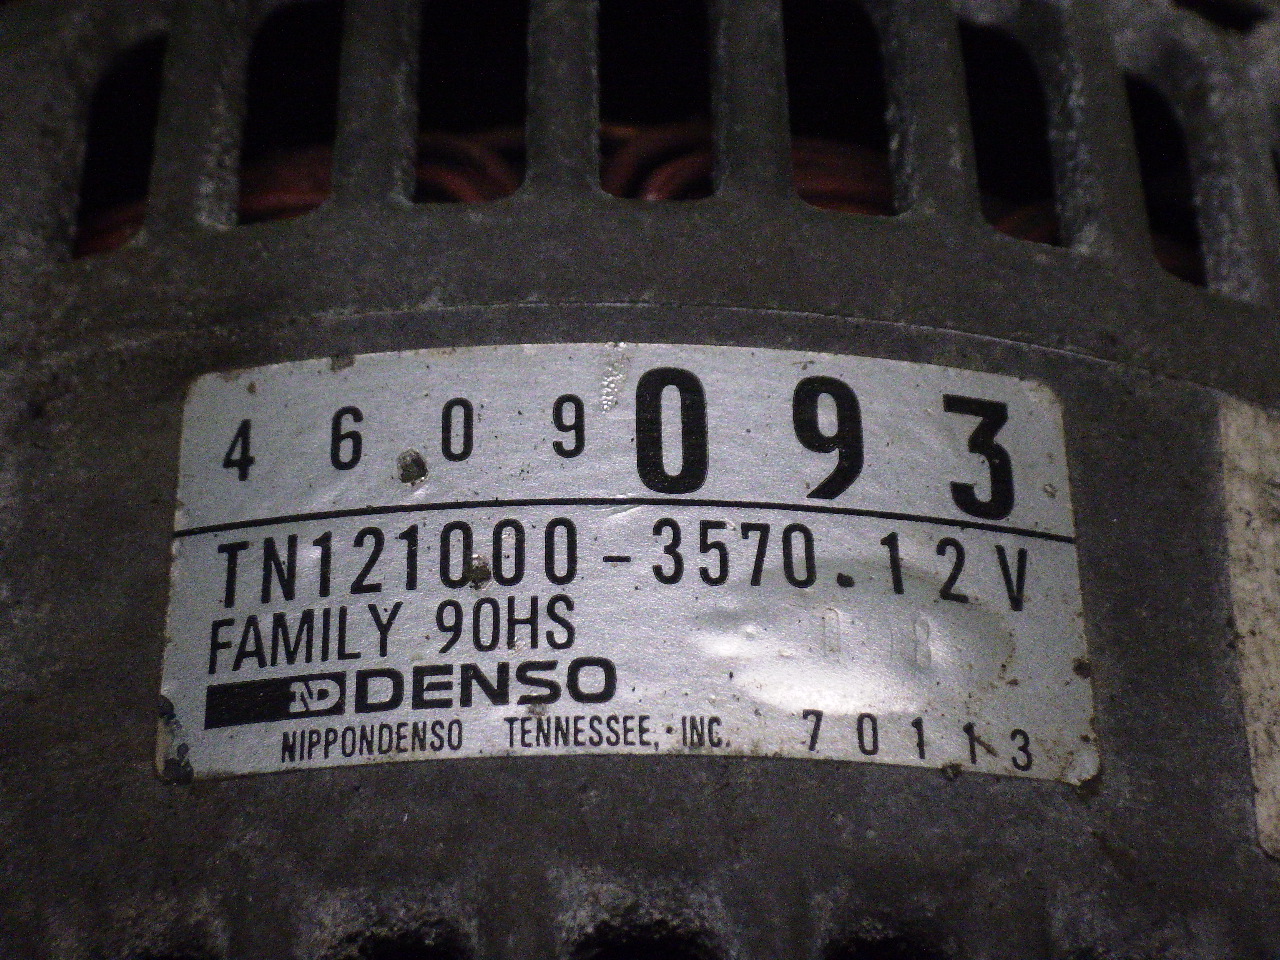 4609093
TN121000-3570.12V
FAMILY 90HS
ND DENSO
NIPPONDENSO TENNESSEE, INC. 70113